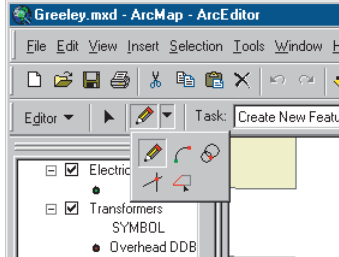 Greeley.mxd - ArcMap - ArcEditor
File Edit View Insert Selection Tools Window H
Editor Task: Create New Featu
Electric
Transformers
SYMBOL
Overhead DDB